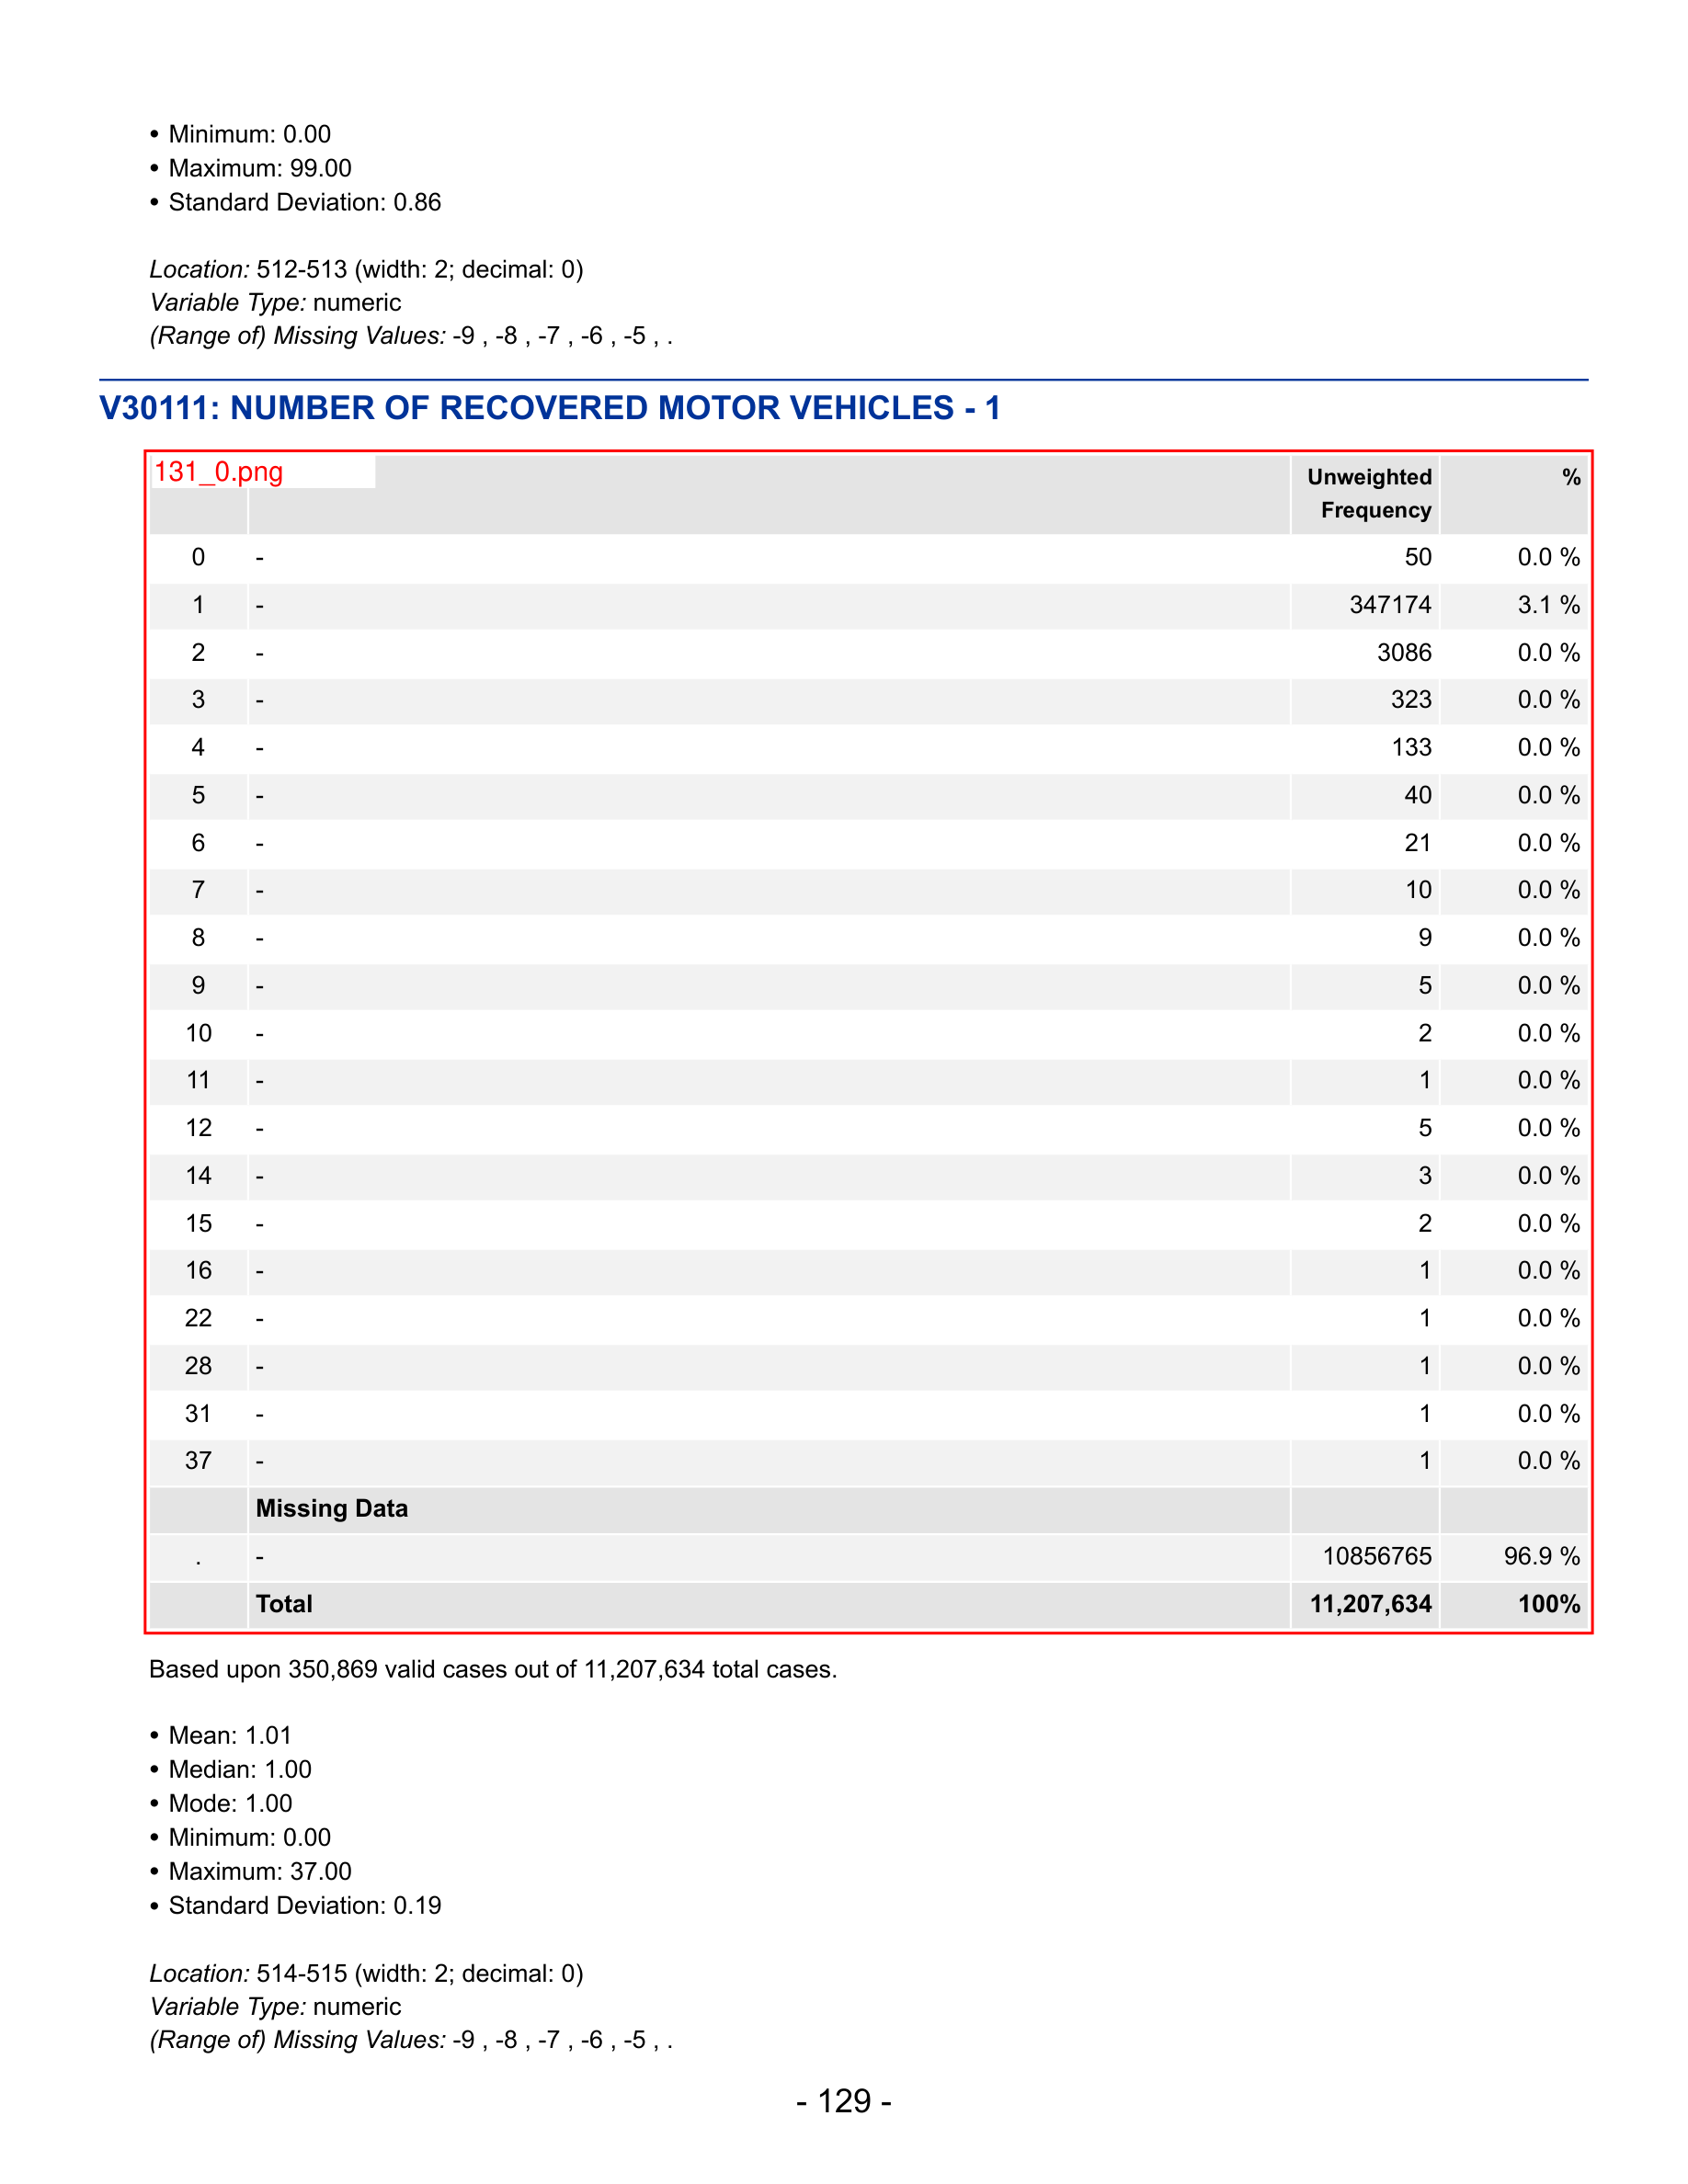 • Minimum: 0.00
• Maximum: 99.00
• Standard Deviation: 0.86
Location: 512-513 (width: 2; decimal: 0)
Variable Type: numeric
(Range of) Missing Values: -9 , -8 , -7 , -6 , -5 , .
V30111: NUMBER OF RECOVERED MOTOR VEHICLES - 1
131_0.png
Unweighted Frequency %
0 - 50 0.0 %
1 - 347174 3.1 %
2 - 3086 0.0 %
3 - 323 0.0 %
4 - 133 0.0 %
5 - 40 0.0 %
6 - 21 0.0 %
7 - 10 0.0 %
8 - 9 0.0 %
9 - 5 0.0 %
10 - 2 0.0 %
11 - 1 0.0 %
12 - 5 0.0 %
14 - 3 0.0 %
15 - 2 0.0 %
16 - 1 0.0 %
22 - 1 0.0 %
28 - 1 0.0 %
31 - 1 0.0 %
37 - 1 0.0 %
Missing Data
. - 10856765 96.9 %
Total 11,207,634 100%
Based upon 350,869 valid cases out of 11,207,634 total cases.
• Mean: 1.01
• Median: 1.00
• Mode: 1.00
• Minimum: 0.00
• Maximum: 37.00
• Standard Deviation: 0.19
Location: 514-515 (width: 2; decimal: 0)
Variable Type: numeric
(Range of) Missing Values: -9 , -8 , -7 , -6 , -5 , .
- 129 -